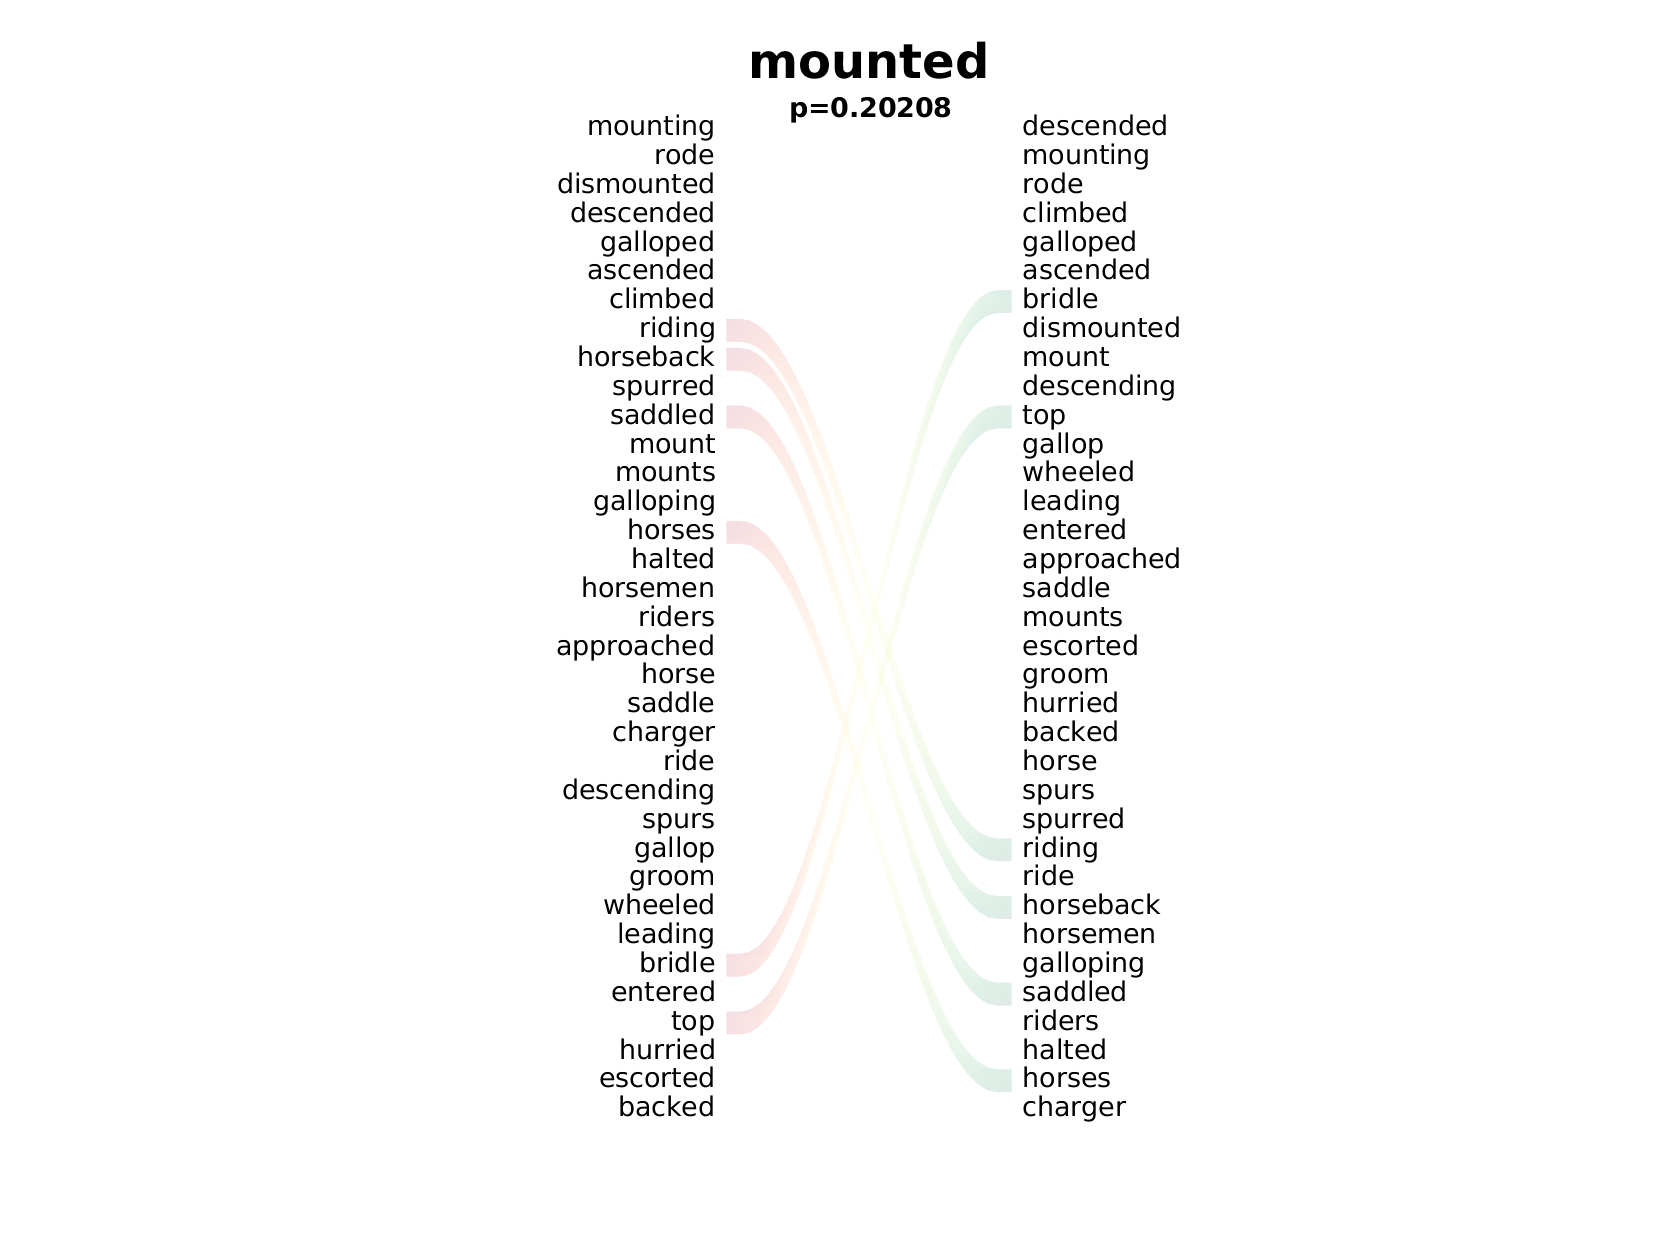 mounted
p=0.20208
mounting
rode
dismounted
descended
galloped
ascended
climbed
riding
horseback
spurred
saddled
mount
mounts
galloping
horses
halted
horsemen
riders
approached
horse
saddle
charger
ride
descending
spurs
gallop
groom
wheeled
leading
bridle
entered
top
hurried
escorted
backed
descended
mounting
rode
climbed
galloped
ascended
bridle
dismounted
mount
descending
top
gallop
wheeled
leading
entered
approached
saddle
mounts
escorted
groom
hurried
backed
horse
spurs
spurred
riding
ride
horseback
horsemen
galloping
saddled
riders
halted
horses
charger